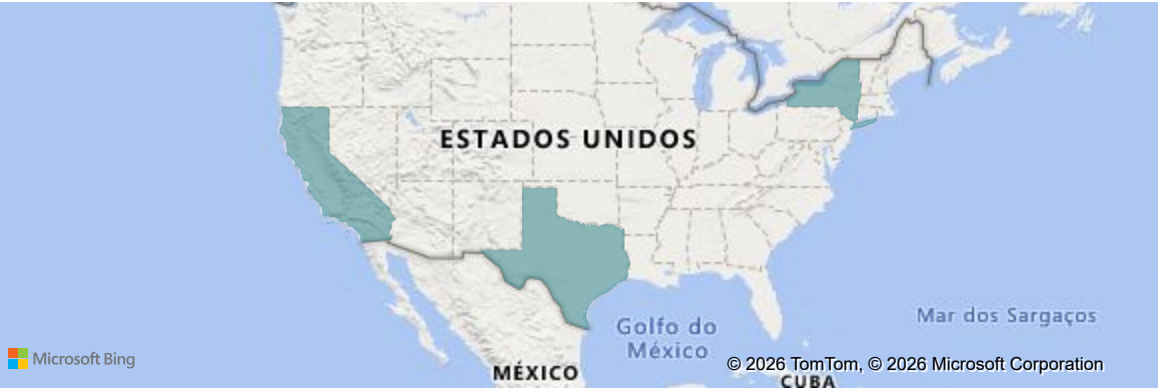 ESTADOS UNIDOS
Mar dos Sargaços
Golfo do
México
Microsoft Bing
© 2026 TomTom, © 2026 Microsoft Corporation
MÉXICO
CUBA